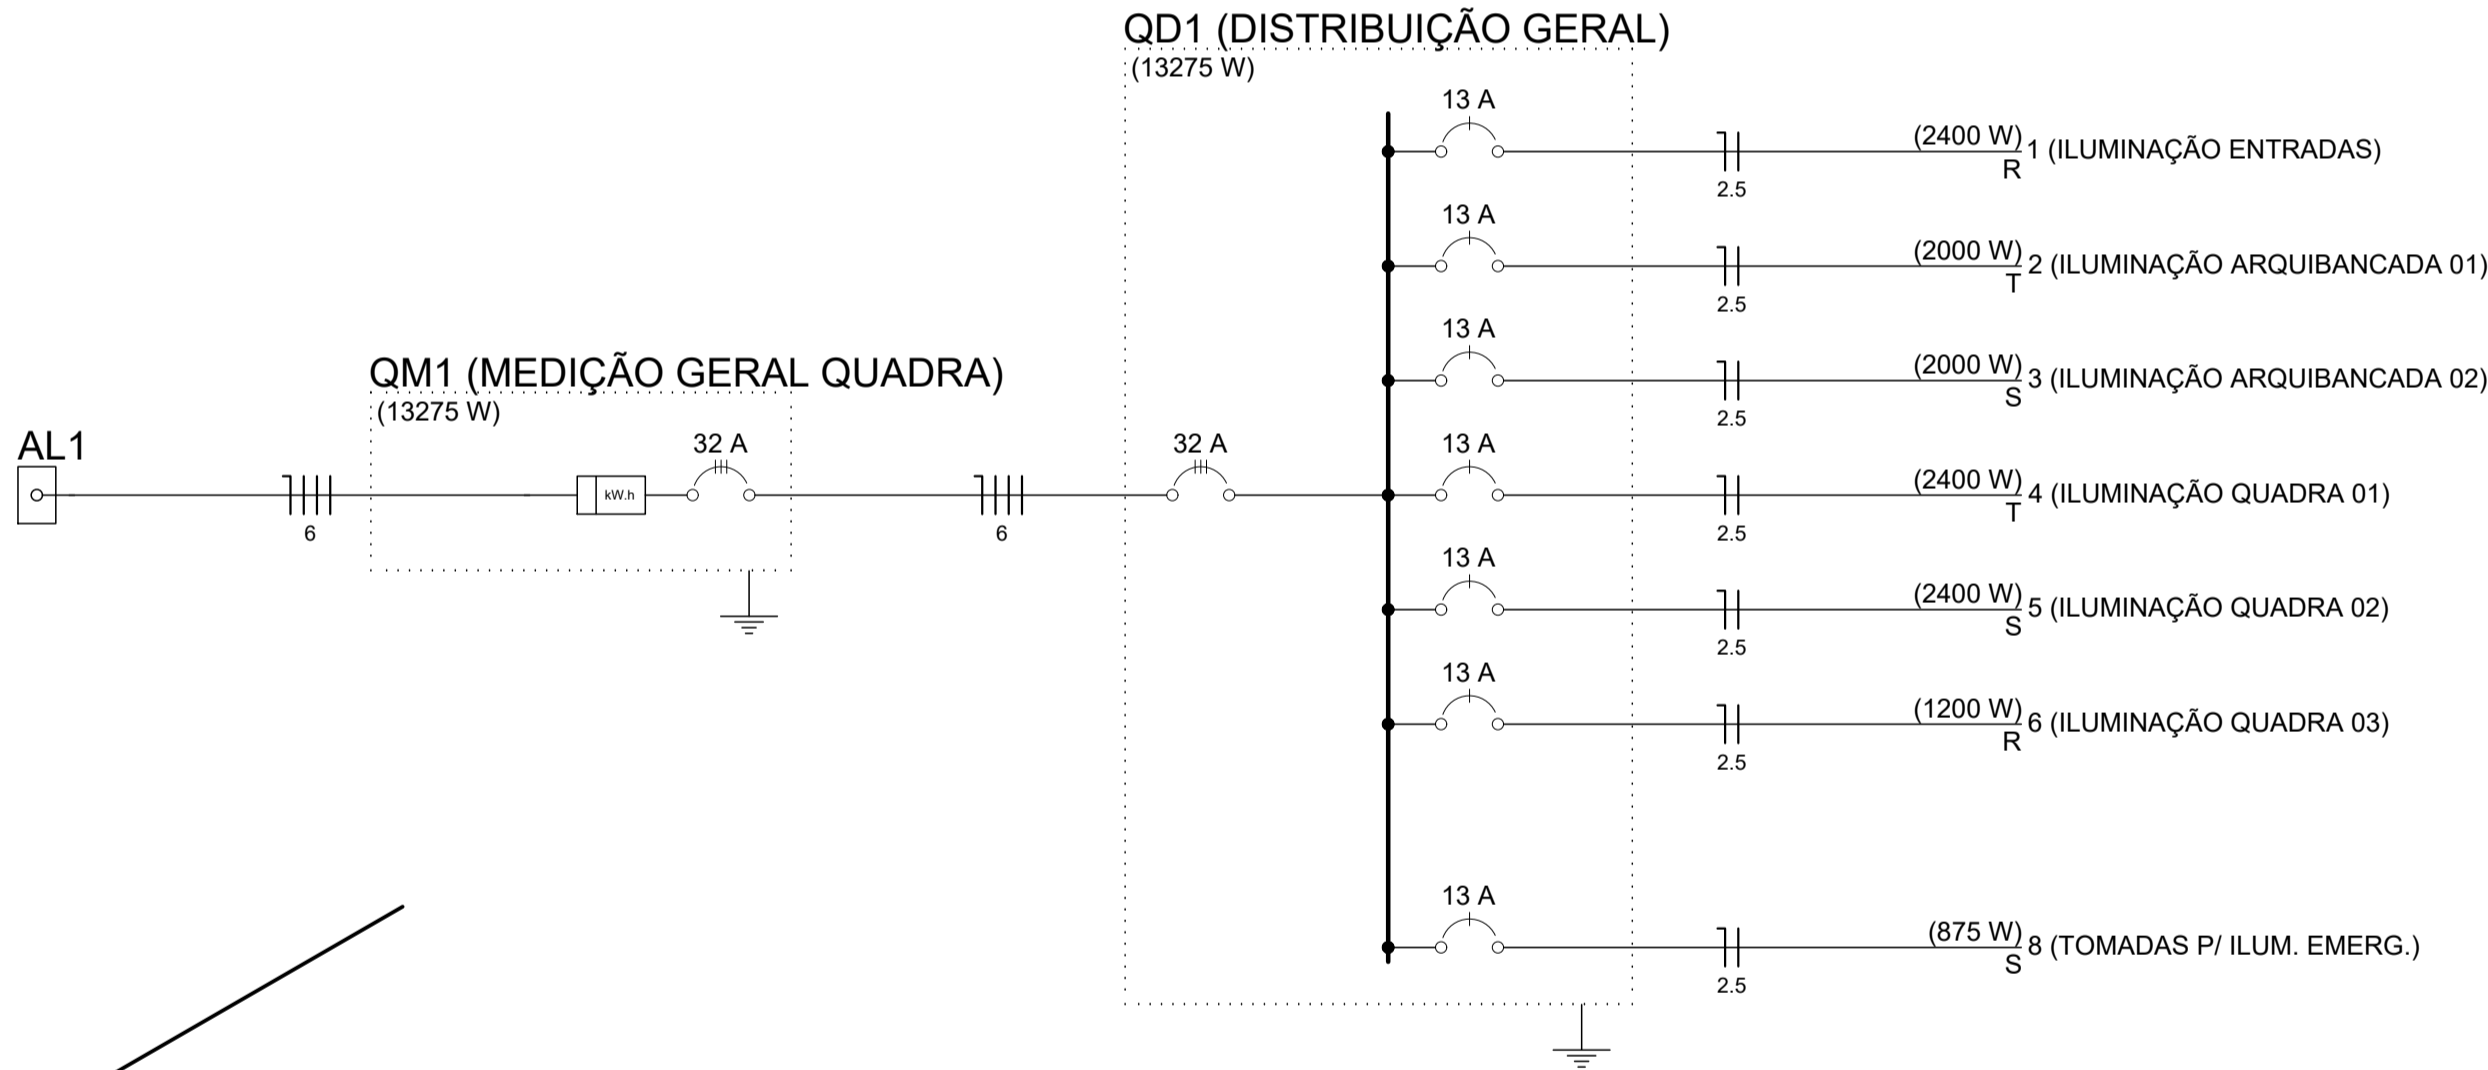 QD1 (DISTRIBUIÇÃO GERAL)
(13275 W)
13 A
(2400 W)
1 (ILUMINAÇÃO ENTRADAS)
R
2.5
13 A
(2000 W)
2 (ILUMINAÇÃO ARQUIBANCADA 01)
T
2.5
13 A
(2000 W)
3 (ILUMINAÇÃO ARQUIBANCADA 02)
S
2.5
QM1 (MEDIÇÃO GERAL QUADRA)
(13275 W)
AL1
6
kW.h
32 A
6
32 A
13 A
(2400 W)
4 (ILUMINAÇÃO QUADRA 01)
T
2.5
13 A
(2400 W)
5 (ILUMINAÇÃO QUADRA 02)
S
2.5
13 A
(1200 W)
6 (ILUMINAÇÃO QUADRA 03)
R
2.5
13 A
(875 W)
8 (TOMADAS P/ ILUM. EMERG.)
S
2.5